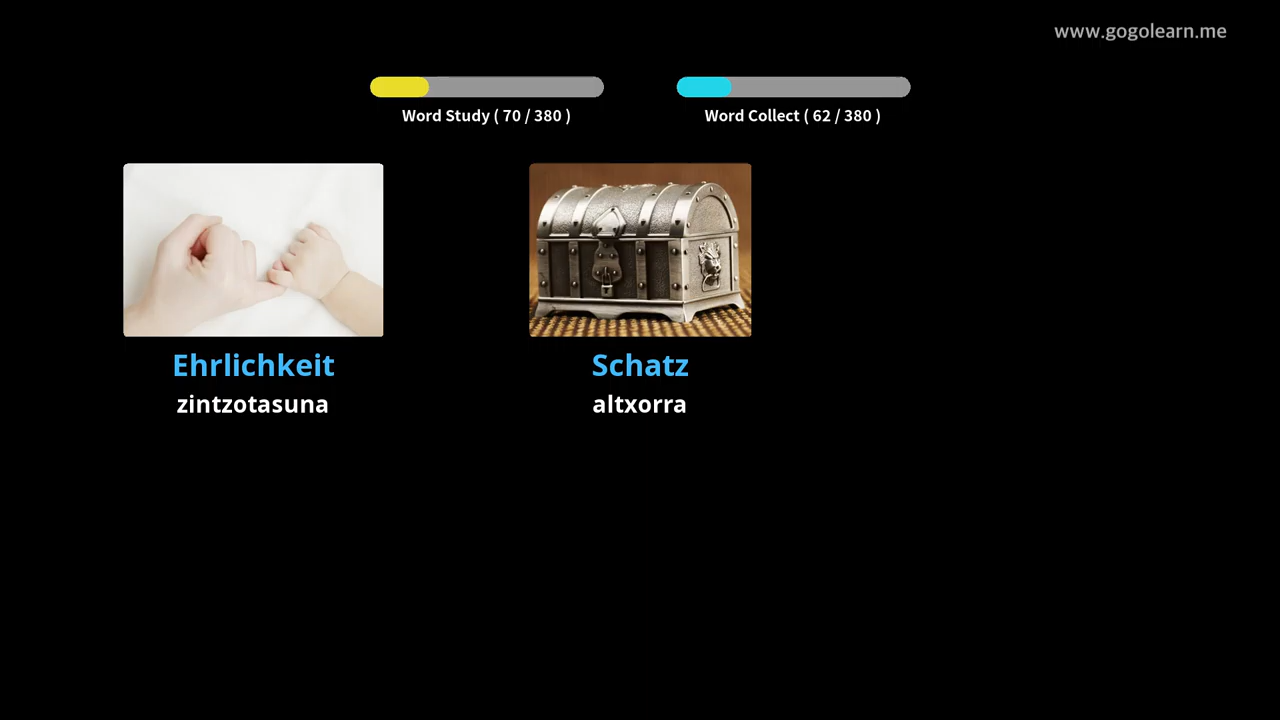 www.gogolearn.me
Word Study ( 70 / 380 )
Word Collect ( 62 / 380 )
Ehrlichkeit
zintzotasuna
Schatz
altxorra